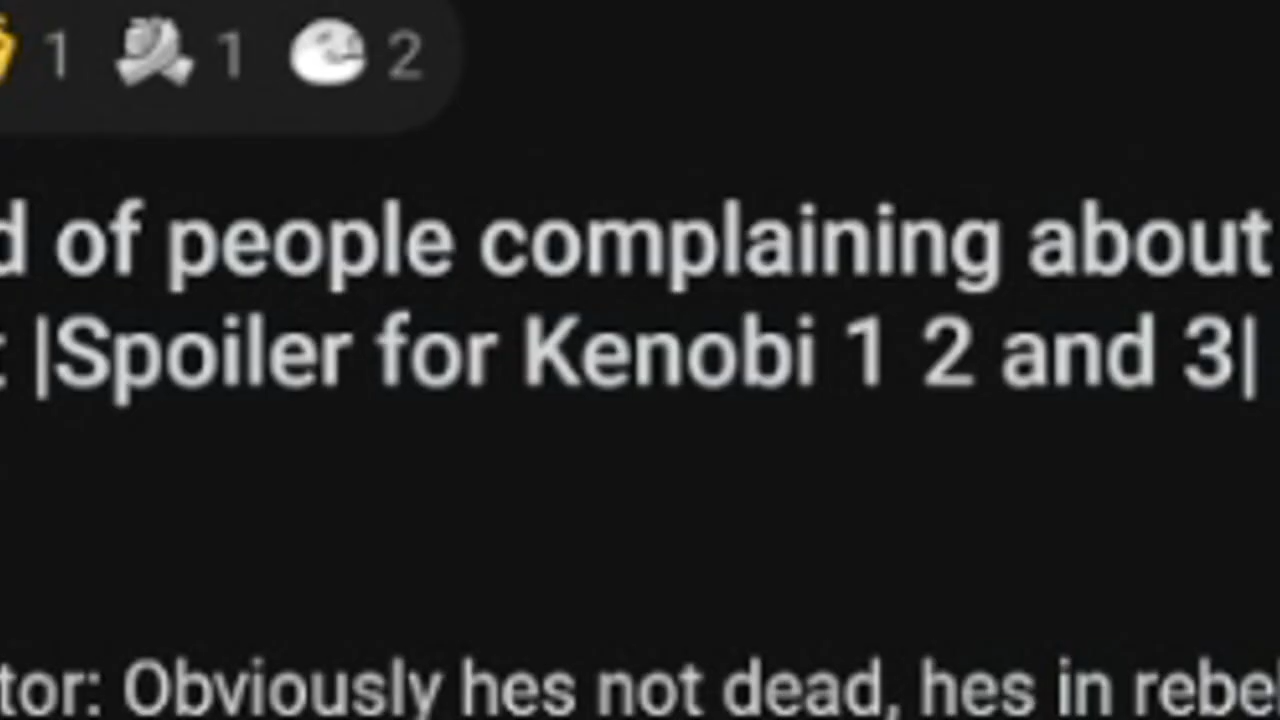 1 1 2
d of people complaining about
|Spoiler for Kenobi 1 2 and 3|
tor: Obviously hes not dead, hes in rebel